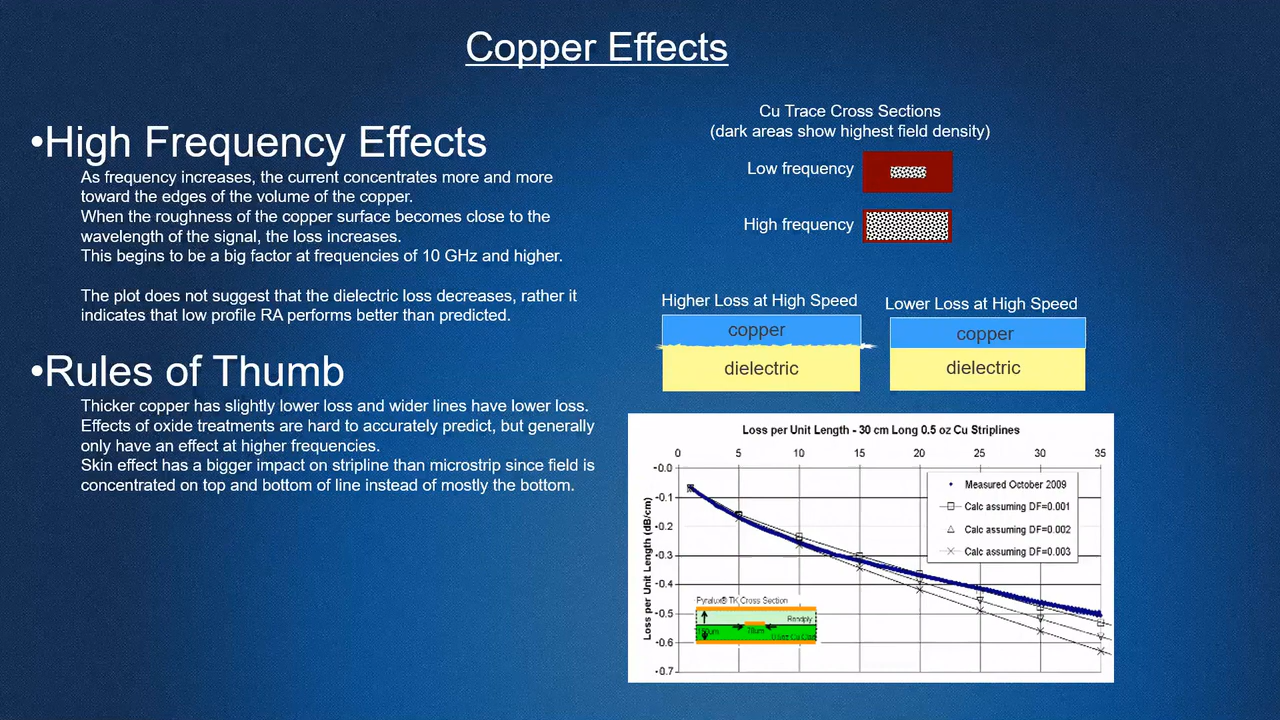 Copper Effects
•High Frequency Effects
As frequency increases, the current concentrates more and more
toward the edges of the volume of the copper.
When the roughness of the copper surface becomes close to the
wavelength of the signal, the loss increases.
This begins to be a big factor at frequencies of 10 GHz and higher.
The plot does not suggest that the dielectric loss decreases, rather it
indicates that low profile RA performs better than predicted.
•Rules of Thumb
Thicker copper has slightly lower loss and wider lines have lower loss.
Effects of oxide treatments are hard to accurately predict, but generally
only have an effect at higher frequencies.
Skin effect has a bigger impact on stripline than microstrip since field is
concentrated on top and bottom of line instead of mostly the bottom.
Cu Trace Cross Sections
(dark areas show highest field density)
Low frequency
High frequency
Higher Loss at High Speed
copper
dielectric
Lower Loss at High Speed
copper
dielectric
Loss per Unit Length - 30 cm Long 0.5 oz Cu Striplines
0 5 10 15 20 25 30 35
-0.0
-0.1
-0.2
-0.3
-0.4
-0.5
-0.6
-0.7
Loss per Unit Length (dB/cm)
Measured October 2009
Calc assuming DF=0.001
Calc assuming DF=0.002
Calc assuming DF=0.003
Pyralux® TK Cross Section
Bondply
78um
Cu Clad